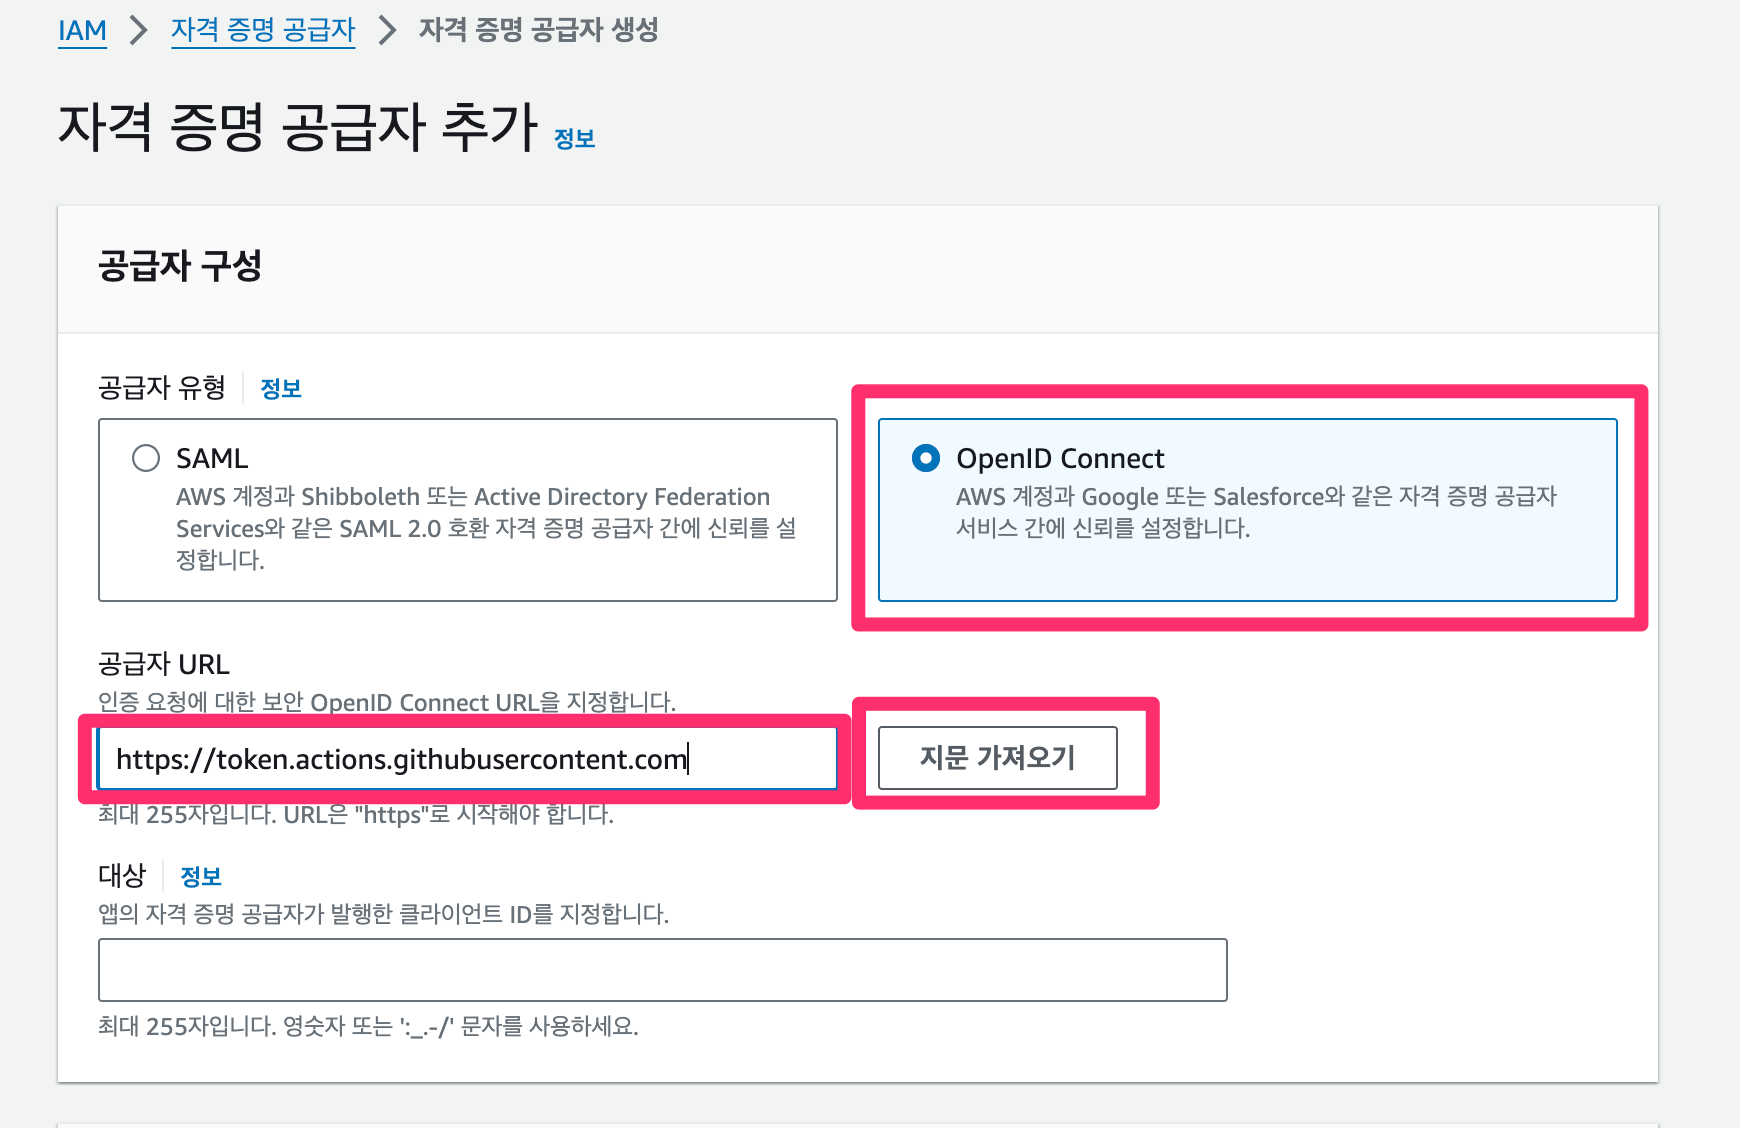 IAM > 자격 증명 공급자 > 자격 증명 공급자 생성
자격 증명 공급자 추가 정보
공급자 구성
공급자 유형 정보
SAML
AWS 계정과 Shibboleth 또는 Active Directory Federation
Services와 같은 SAML 2.0 호환 자격 증명 공급자 간에 신뢰를 설
정합니다.
OpenID Connect
AWS 계정과 Google 또는 Salesforce와 같은 자격 증명 공급자
서비스 간에 신뢰를 설정합니다.
공급자 URL
인증 요청에 대한 보안 OpenID Connect URL을 지정합니다.
https://token.actions.githubusercontent.com
지문 가져오기
최대 255자입니다. URL은 "https"로 시작해야 합니다.
대상 정보
앱의 자격 증명 공급자가 발행한 클라이언트 ID를 지정합니다.
최대 255자입니다. 영숫자 또는 ':_.-/' 문자를 사용하세요.